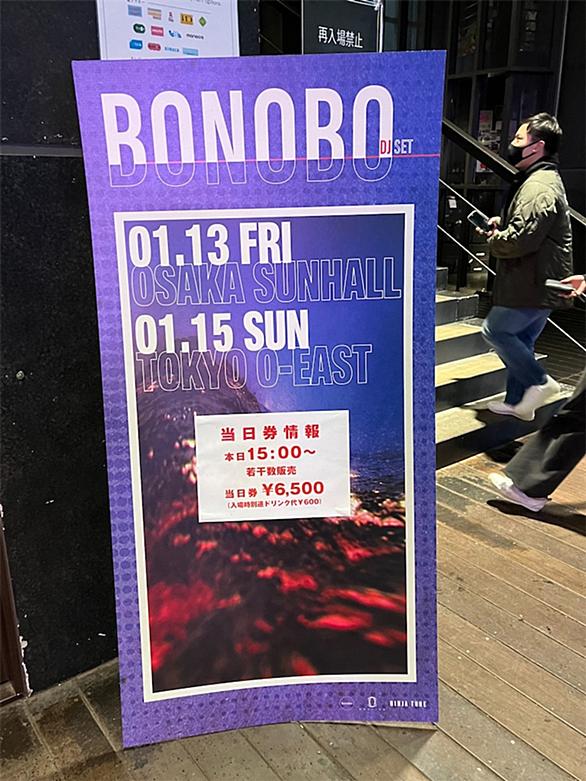 再入場禁止
BONOBO
DJ SET
01.13 FRI
OSAKA SUNHALL
01.15 SUN
TOKYO O-EAST
当日券情報
本日15:00〜
若干数販売
当日券 ¥6,500
(入場時別途ドリンク代¥600)
NINJA TUNE